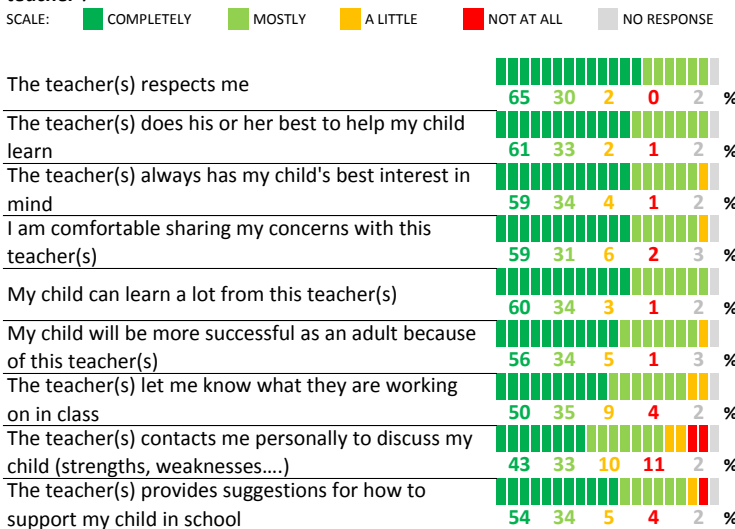 SCALE: COMPLETELY MOSTLY A LITTLE NOT AT ALL NO RESPONSE
The teacher(s) respects me
65 30 2 0 2 %
The teacher(s) does his or her best to help my child
learn
61 33 2 1 2 %
The teacher(s) always has my child's best interest in
mind
59 34 4 1 2 %
I am comfortable sharing my concerns with this
teacher(s)
59 31 6 2 3 %
My child can learn a lot from this teacher(s)
60 34 3 1 2 %
My child will be more successful as an adult because
of this teacher(s)
56 34 5 1 3 %
The teacher(s) let me know what they are working
on in class
50 35 9 4 2 %
The teacher(s) contacts me personally to discuss my
child (strengths, weaknesses....)
43 33 10 11 2 %
The teacher(s) provides suggestions for how to
support my child in school
54 34 5 4 2 %